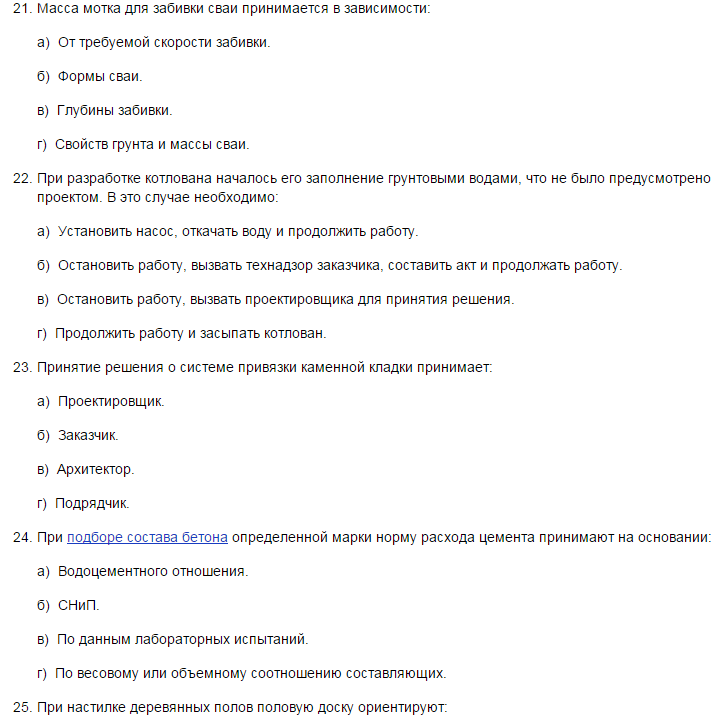 21. Масса мотка для забивки сваи принимается в зависимости:
а) От требуемой скорости забивки.
б) Формы сваи.
в) Глубины забивки.
г) Свойств грунта и массы сваи.
22. При разработке котлована началось его заполнение грунтовыми водами, что не было предусмотрено
проектом. В это случае необходимо:
а) Установить насос, откачать воду и продолжить работу.
б) Остановить работу, вызвать технадзор заказчика, составить акт и продолжать работу.
в) Остановить работу, вызвать проектировщика для принятия решения.
г) Продолжить работу и засыпать котлован.
23. Принятие решения о системе привязки каменной кладки принимает:
а) Проектировщик.
б) Заказчик.
в) Архитектор.
г) Подрядчик.
24. При подборе состава бетона определенной марки норму расхода цемента принимают на основании:
а) Водоцементного отношения.
б) СНиП.
в) По данным лабораторных испытаний.
г) По весовому или объемному соотношению составляющих.
25. При настилке деревянных полов половую доску ориентируют: